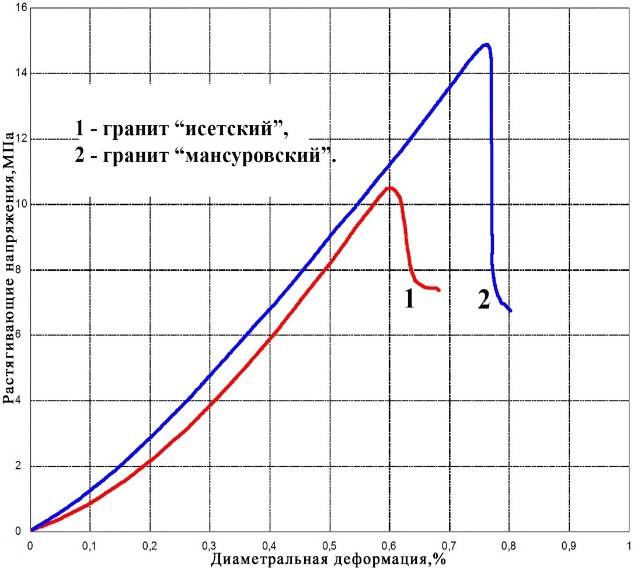 16
14
12
10
8
6
4
2
0
Растягивающие напряжения,МПа
1 - гранит “исетский”,
2 - гранит “мансуровский”.
1
2
0 0,1 0,2 0,3 0,4 0,5 0,6 0,7 0,8 0,9 1
Диаметральная деформация,%